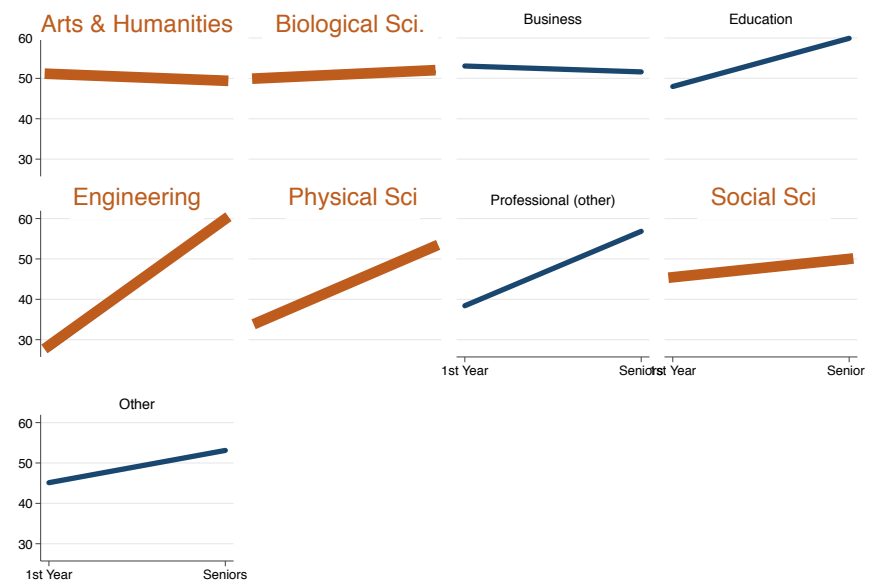 Arts & Humanities
Biological Sci.
Business
Education
60
50
40
30
Engineering
Physical Sci
Professional (other)
Social Sci
60
50
40
30
1st Year
Seniors
1st Year
Senior
Other
60
50
40
30
1st Year
Seniors